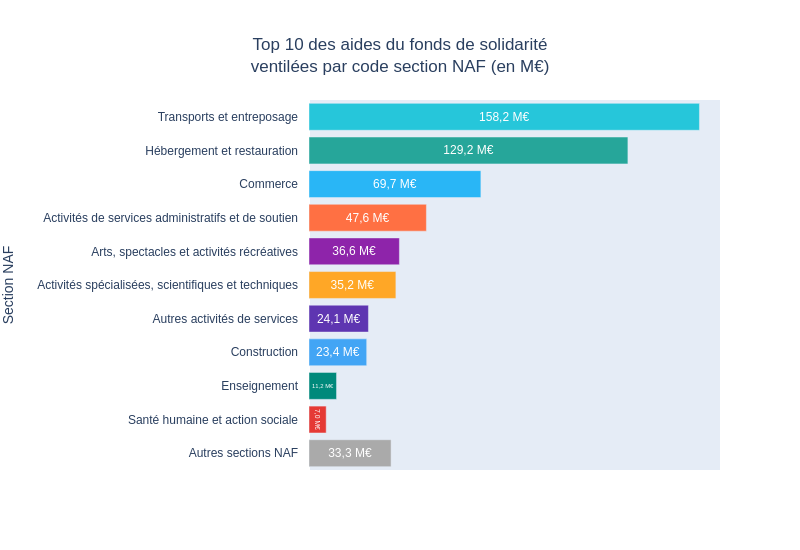 Top 10 des aides du fonds de solidarité
ventilées par code section NAF (en M€)
Section NAF
Transports et entreposage 158,2 M€
Hébergement et restauration 129,2 M€
Commerce 69,7 M€
Activités de services administratifs et de soutien 47,6 M€
Arts, spectacles et activités récréatives 36,6 M€
Activités spécialisées, scientifiques et techniques 35,2 M€
Autres activités de services 24,1 M€
Construction 23,4 M€
Enseignement 11,2 M€
Santé humaine et action sociale 7,0 M€
Autres sections NAF 33,3 M€